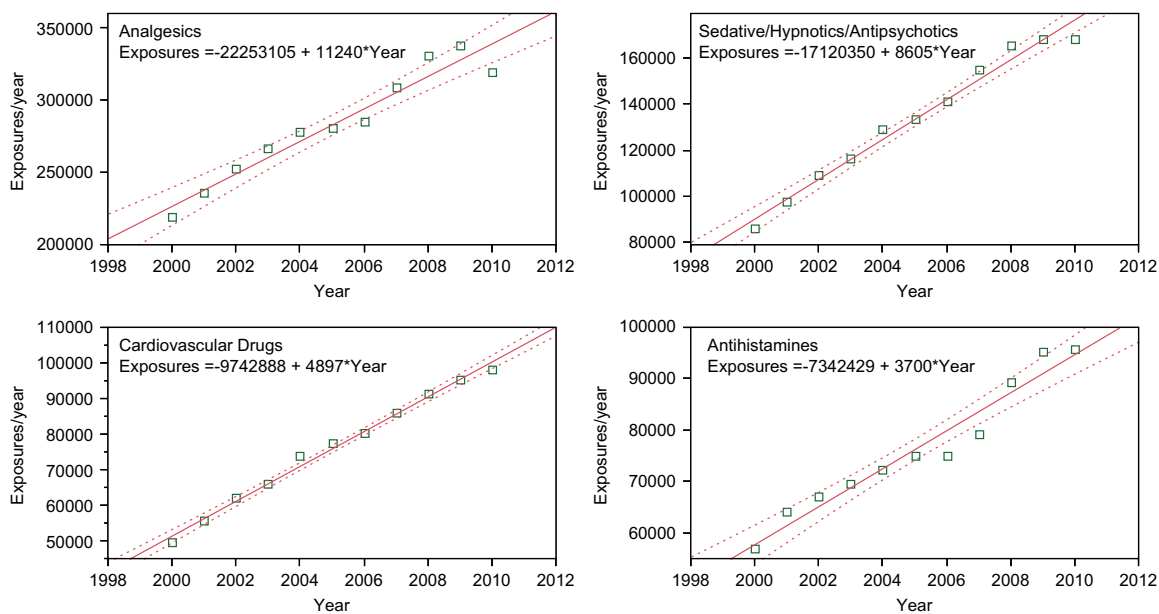 Analgesics
Exposures =-22253105 + 11240*Year
Exposures/year
360000
350000
300000
250000
200000
1998 2000 2002 2004 2006 2008 2010 2012
Year
Sedative/Hypnotics/Antipsychotics
Exposures =-17120350 + 8605*Year
Exposures/year
160000
140000
120000
100000
80000
1998 2000 2002 2004 2006 2008 2010 2012
Year
Cardiovascular Drugs
Exposures =-9742888 + 4897*Year
Exposures/year
110000
100000
90000
80000
70000
60000
50000
1998 2000 2002 2004 2006 2008 2010 2012
Year
Antihistamines
Exposures =-7342429 + 3700*Year
Exposures/year
100000
90000
80000
70000
60000
1998 2000 2002 2004 2006 2008 2010 2012
Year